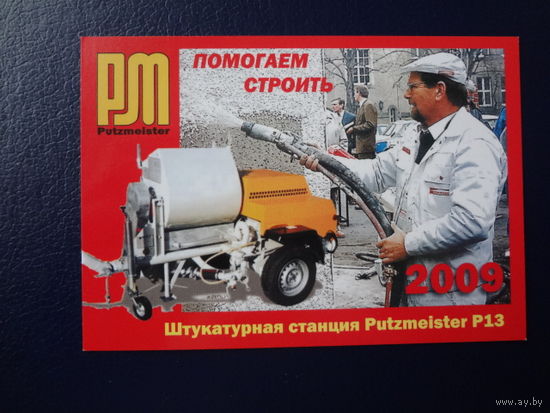 PM
Putzmeister
ПОМОГАЕМ
СТРОИТЬ
2009
Штукатурная станция Putzmeister P13
www.ay.by